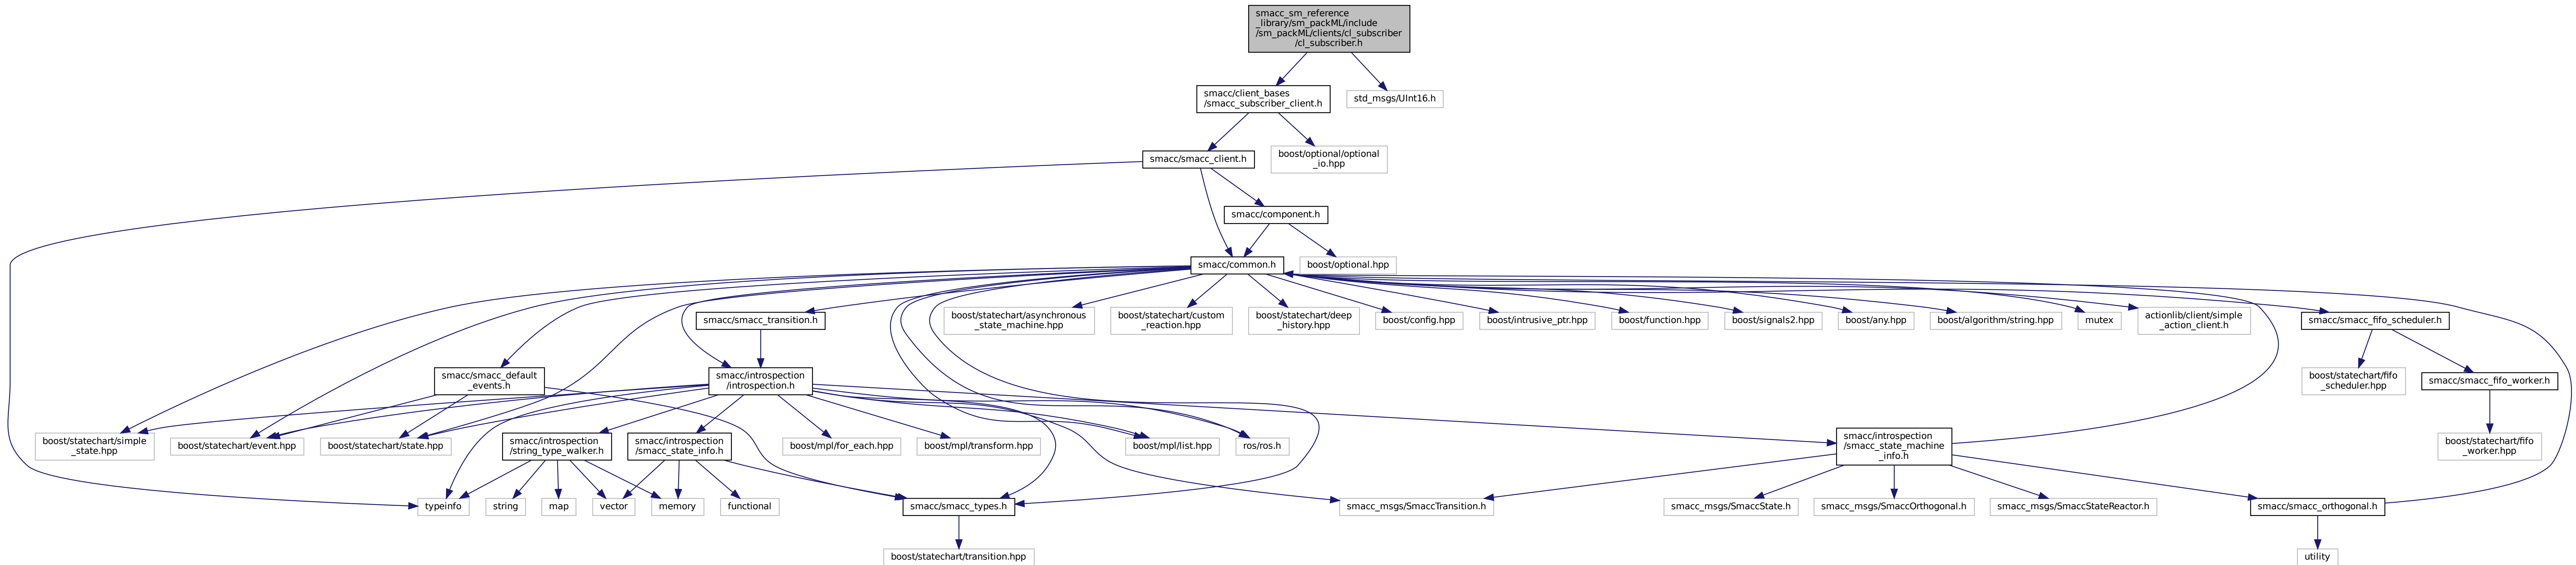 smacc_sm_reference
_library/sm_packML/include
/sm_packML/clients/cl_subscriber
/cl_subscriber.h
smacc/client_bases
/smacc_subscriber_client.h
std_msgs/UInt16.h
smacc/smacc_client.h
boost/optional/optional
_io.hpp
smacc/component.h
smacc/common.h
boost/optional.hpp
smacc/smacc_transition.h
boost/statechart/asynchronous
_state_machine.hpp
boost/statechart/custom
_reaction.hpp
boost/statechart/deep
_history.hpp
boost/config.hpp
boost/intrusive_ptr.hpp
boost/function.hpp
boost/signals2.hpp
boost/any.hpp
boost/algorithm/string.hpp
mutex
actionlib/client/simple
_action_client.h
smacc/smacc_fifo_scheduler.h
smacc/smacc_default
_events.h
smacc/introspection
/introspection.h
boost/statechart/fifo
_scheduler.hpp
smacc/smacc_fifo_worker.h
boost/statechart/simple
_state.hpp
boost/statechart/event.hpp
boost/statechart/state.hpp
smacc/introspection
/string_type_walker.h
smacc/introspection
/smacc_state_info.h
boost/mpl/for_each.hpp
boost/mpl/transform.hpp
boost/mpl/list.hpp
ros/ros.h
smacc/introspection
/smacc_state_machine
_info.h
boost/statechart/fifo
_worker.hpp
typeinfo
string
map
vector
memory
functional
smacc/smacc_types.h
smacc_msgs/SmaccTransition.h
smacc_msgs/SmaccState.h
smacc_msgs/SmaccOrthogonal.h
smacc_msgs/SmaccStateReactor.h
smacc/smacc_orthogonal.h
boost/statechart/transition.hpp
utility